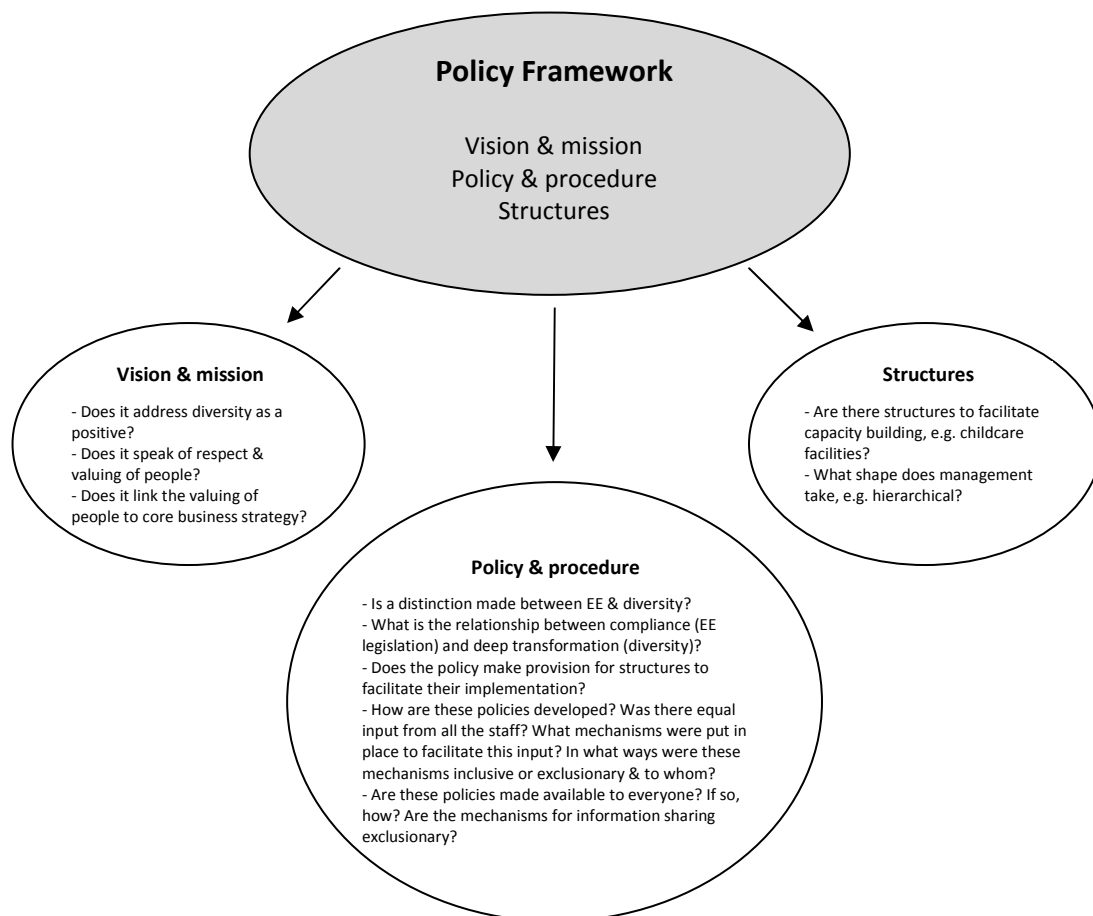 Policy Framework
Vision & mission
Policy & procedure
Structures
Vision & mission
- Does it address diversity as a
positive?
- Does it speak of respect &
valuing of people?
- Does it link the valuing of
people to core business strategy?
Structures
- Are there structures to facilitate
capacity building, e.g. childcare
facilities?
- What shape does management
take, e.g. hierarchical?
Policy & procedure
- Is a distinction made between EE & diversity?
- What is the relationship between compliance (EE
legislation) and deep transformation (diversity)?
- Does the policy make provision for structures to
facilitate their implementation?
- How are these policies developed? Was there equal
input from all the staff? What mechanisms were put in
place to facilitate this input? In what ways were these
mechanisms inclusive or exclusionary & to whom?
- Are these policies made available to everyone? If so,
how? Are the mechanisms for information sharing
exclusionary?